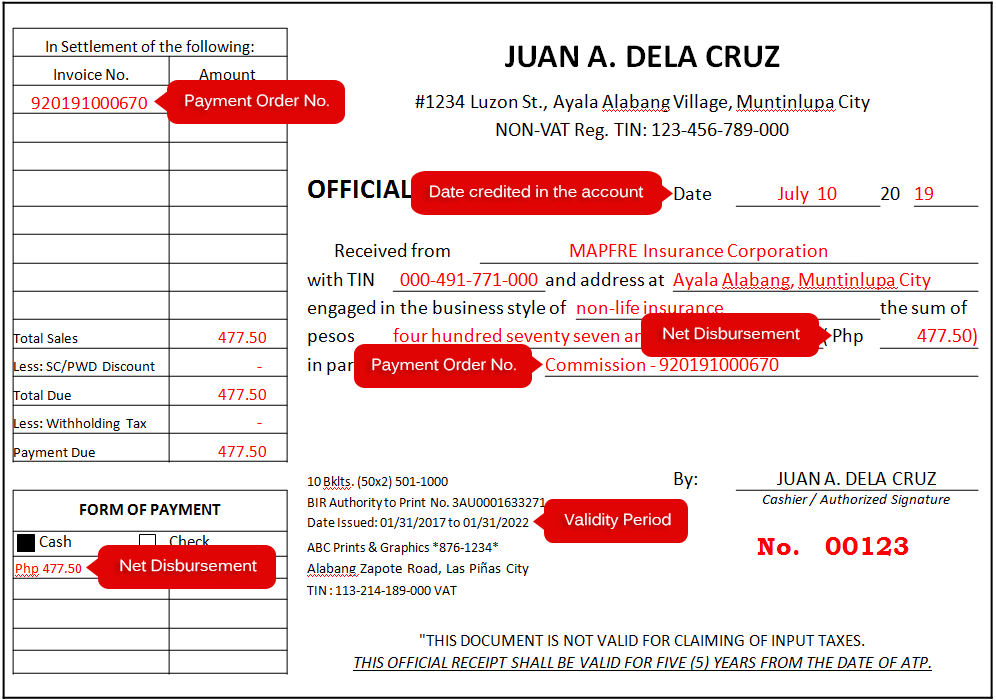 In Settlement of the following:
Invoice No. Amount
920191000670
Payment Order No.
Total Sales 477.50
Less: SC/PWD Discount -
Total Due 477.50
Less: Withholding Tax -
Payment Due 477.50
FORM OF PAYMENT
Cash Check
Php 477.50
Net Disbursement
JUAN A. DELA CRUZ
#1234 Luzon St., Ayala Alabang Village, Muntinlupa City
NON-VAT Reg. TIN: 123-456-789-000
OFFICIAL
Date credited in the account
Date July 10 20 19
Received from MAPFRE Insurance Corporation
with TIN 000-491-771-000 and address at Ayala Alabang, Muntinlupa City
engaged in the business style of non-life insurance the sum of
pesos four hundred seventy seven
Net Disbursement
( Php 477.50)
in
Payment Order No.
Commission - 920191000670
10 Bklts. (50x2) 501-1000
BIR Authority to Print No. 3AU0001633271
Date Issued: 01/31/2017 to 01/31/2022
Validity Period
ABC Prints & Graphics *876-1234*
Alabang Zapote Road, Las Piñas City
TIN : 113-214-189-000 VAT
By: JUAN A. DELA CRUZ
Cashier / Authorized Signature
No. 00123
"THIS DOCUMENT IS NOT VALID FOR CLAIMING OF INPUT TAXES.
THIS OFFICIAL RECEIPT SHALL BE VALID FOR FIVE (5) YEARS FROM THE DATE OF ATP.